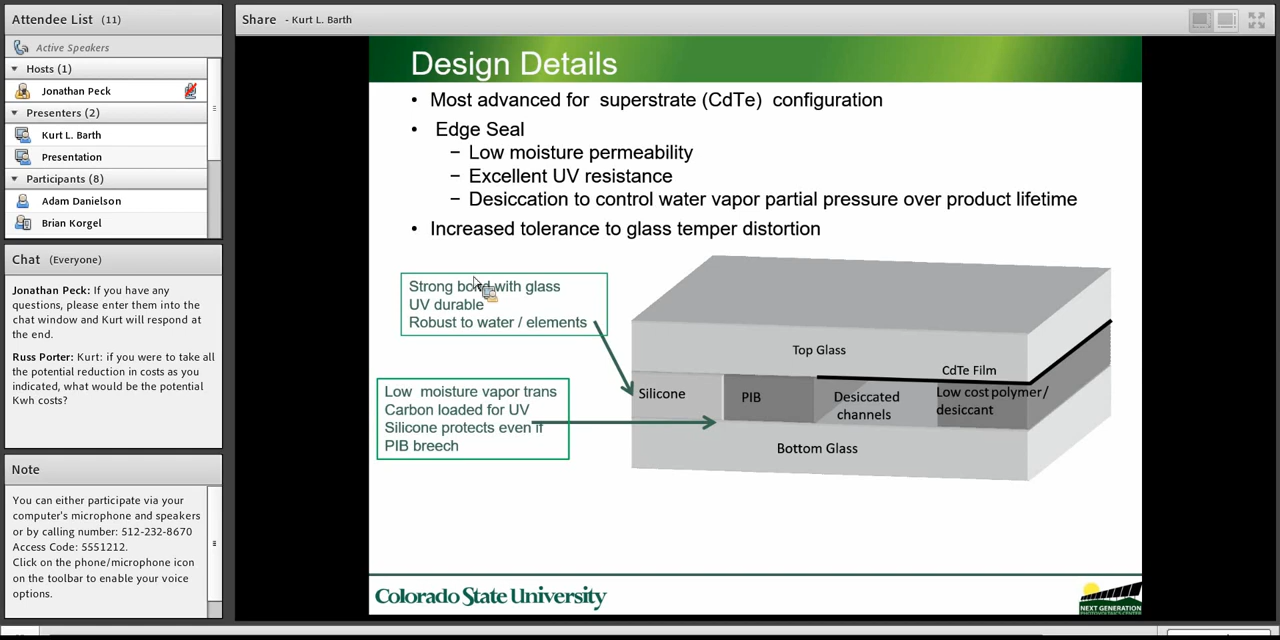 Attendee List (11)
Active Speakers
Hosts (1)
Jonathan Peck
Presenters (2)
Kurt L. Barth
Presentation
Participants (8)
Adam Danielson
Brian Korgel
Chat (Everyone)
Jonathan Peck: If you have any
questions, please enter them into the
chat window and Kurt will respond at
the end.
Russ Porter: Kurt: if you were to take all
the potential reduction in costs as you
indicated, what would be the potential
Kwh costs?
Note
You can either participate via your
computer's microphone and speakers
or by calling number: 512-232-8670
Access Code: 5551212.
Click on the phone/microphone icon
on the toolbar to enable your voice
options.
Share - Kurt L. Barth
Design Details
• Most advanced for superstrate (CdTe) configuration
• Edge Seal
– Low moisture permeability
– Excellent UV resistance
– Desiccation to control water vapor partial pressure over product lifetime
• Increased tolerance to glass temper distortion
Strong bond with glass
UV durable
Robust to water / elements
Low moisture vapor trans
Carbon loaded for UV
Silicone protects even if
PIB breech
Top Glass
CdTe Film
Silicone
PIB
Desiccated
channels
Low cost polymer/
desiccant
Bottom Glass
Colorado State University
NEXT GENERATION